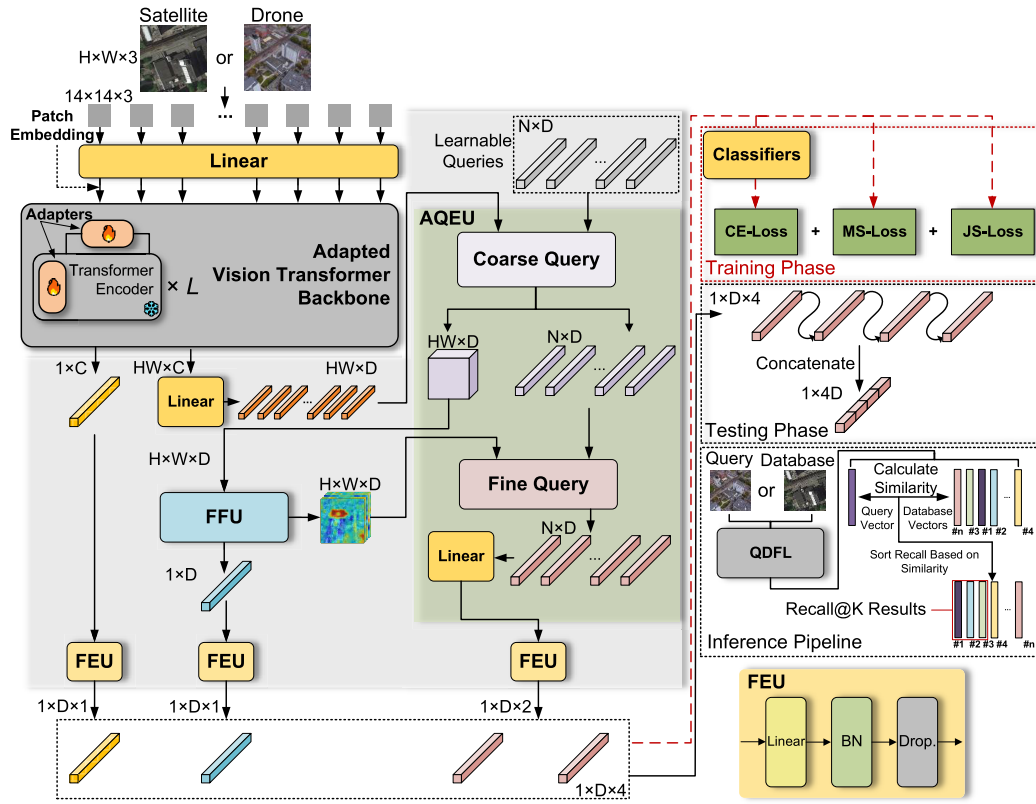 Satellite
Drone
H×W×3
or
14×14×3
...
Patch
Embedding
Linear
Adapters
Transformer
Encoder
× L
Adapted
Vision Transformer
Backbone
1×C
HW×C
Linear
HW×D
...
H×W×D
FFU
H×W×D
1×D
FEU
FEU
FEU
1×D×1
1×D×1
1×D×2
1×D×4
Learnable
Queries
N×D
...
AQEU
Coarse Query
HW×D
N×D
...
Fine Query
N×D
Linear
...
Classifiers
CE-Loss
+
MS-Loss
+
JS-Loss
Training Phase
1×D×4
Concatenate
1×4D
Testing Phase
Query
Database
or
QDFL
Calculate
Similarity
Query
Vector
Database
Vectors
...
#n
#3
#1
#2
#4
Sort Recall Based on
Similarity
Recall@K Results
...
#1
#2
#3
#4
#n
Inference Pipeline
FEU
Linear
BN
Drop.